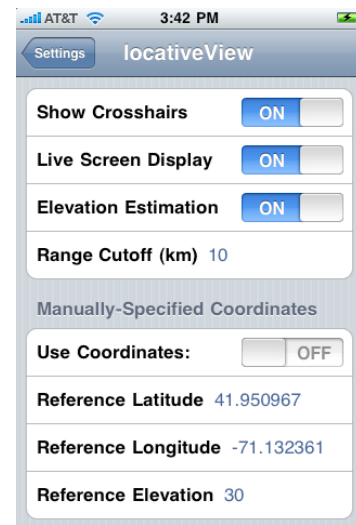 AT&T 3:42 PM
Settings locativeView
Show Crosshairs ON
Live Screen Display ON
Elevation Estimation ON
Range Cutoff (km) 10
Manually-Specified Coordinates
Use Coordinates: OFF
Reference Latitude 41.950967
Reference Longitude -71.132361
Reference Elevation 30